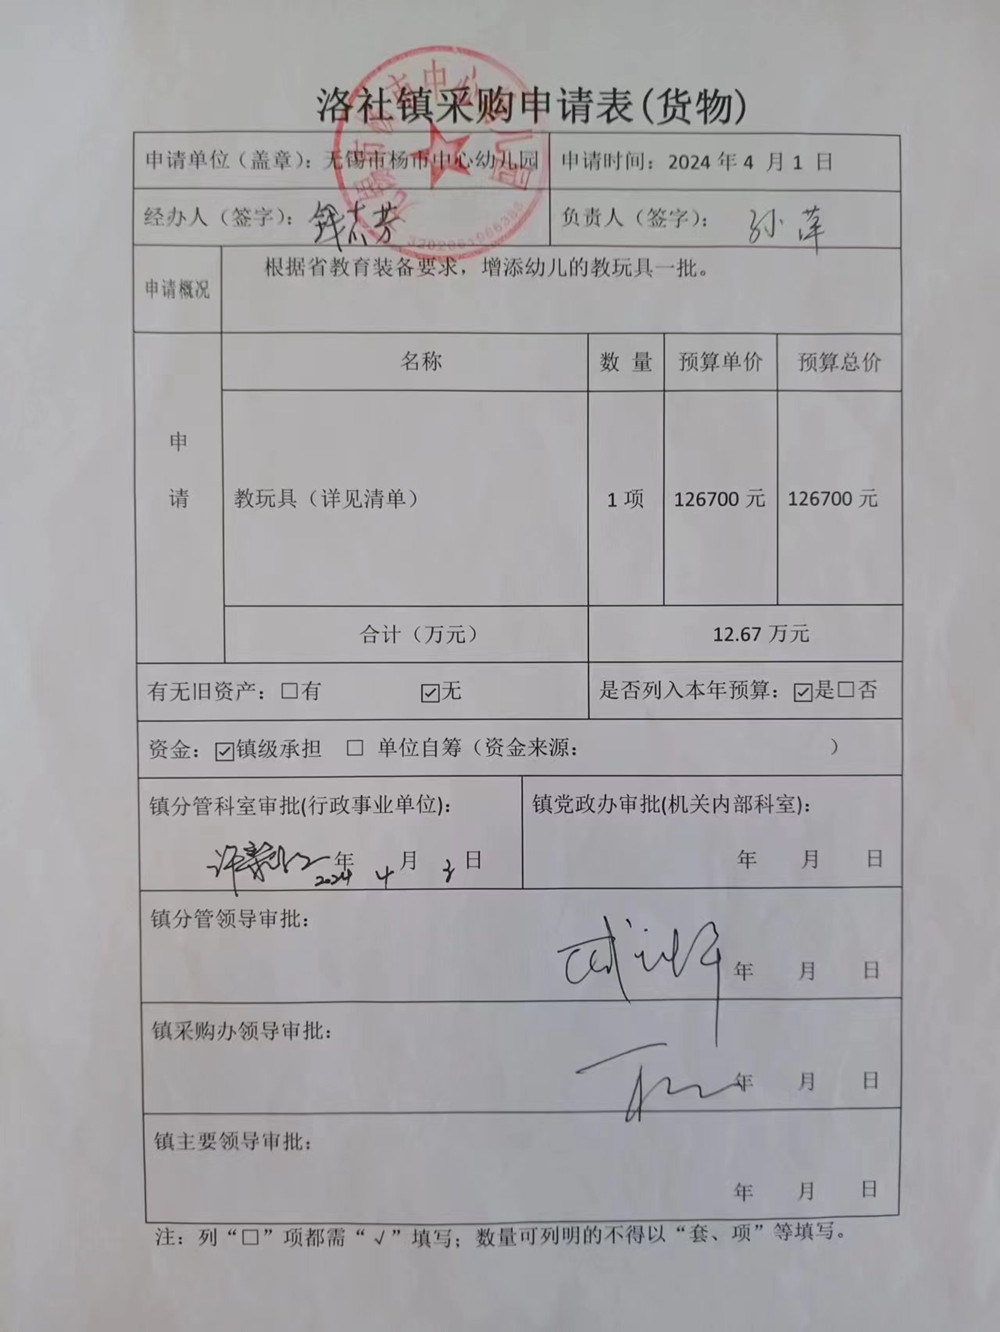 洛社镇采购申请表(货物)
申请单位（盖章）：无锡市杨市中心幼儿园 申请时间：2024 年 4 月 1 日
经办人（签字）： 负责人（签字）：孙萍
申请概况 根据省教育装备要求，增添幼儿的教玩具一批。
申请 名称 数 量 预算单价 预算总价
教玩具（详见清单） 1 项 126700 元 126700 元
合计（万元） 12.67 万元
有无旧资产：☐有 ☑无 是否列入本年预算：☑是☐否
资金：☑镇级承担 ☐ 单位自筹（资金来源： ）
镇分管科室审批(行政事业单位)： 镇党政办审批(机关内部科室)：
2024 年 4 月 3 日 年 月 日
镇分管领导审批：
年 月 日
镇采购办领导审批：
年 月 日
镇主要领导审批：
年 月 日
注：列“☐”项都需“√”填写；数量可列明的不得以“套、项”等填写。